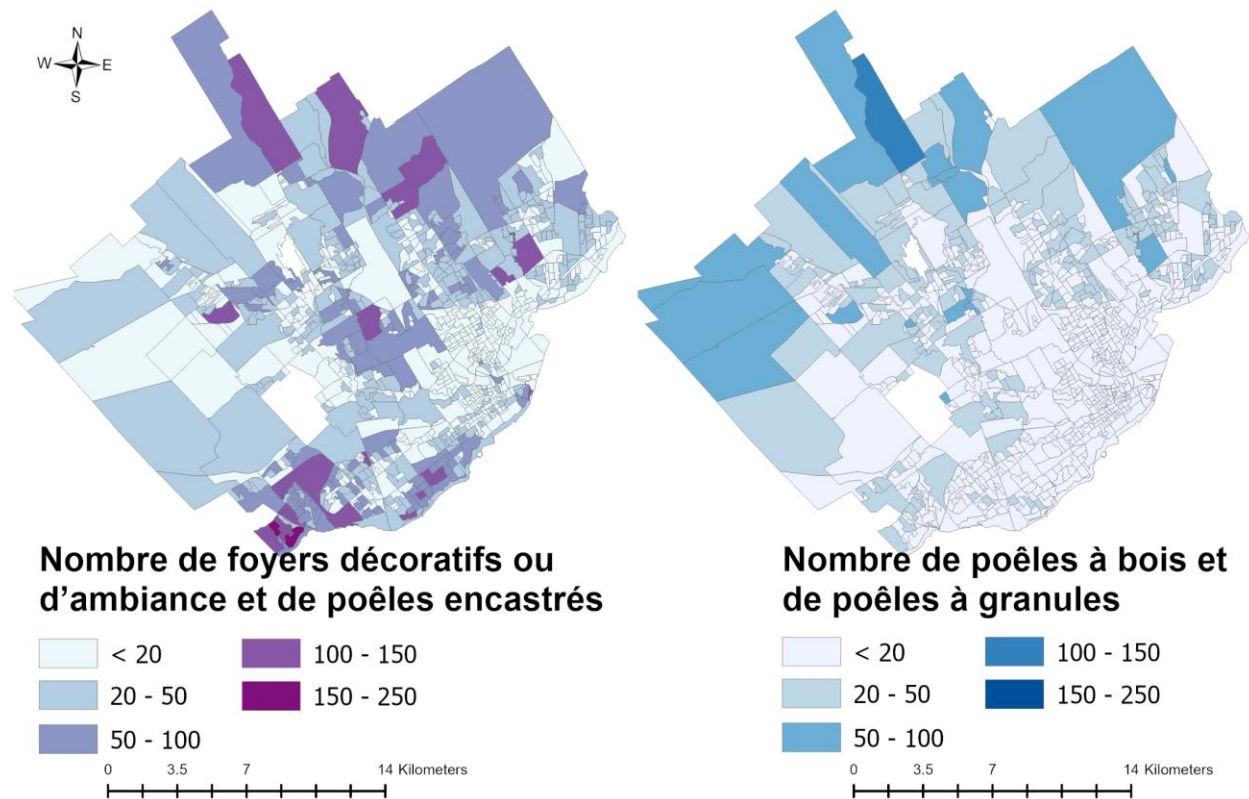 N
W E
S
Nombre de foyers décoratifs ou
d'ambiance et de poêles encastrés
< 20
100 - 150
20 - 50
150 - 250
50 - 100
0 3.5 7 14 Kilometers
Nombre de poêles à bois et
de poêles à granules
< 20
100 - 150
20 - 50
150 - 250
50 - 100
0 3.5 7 14 Kilometers